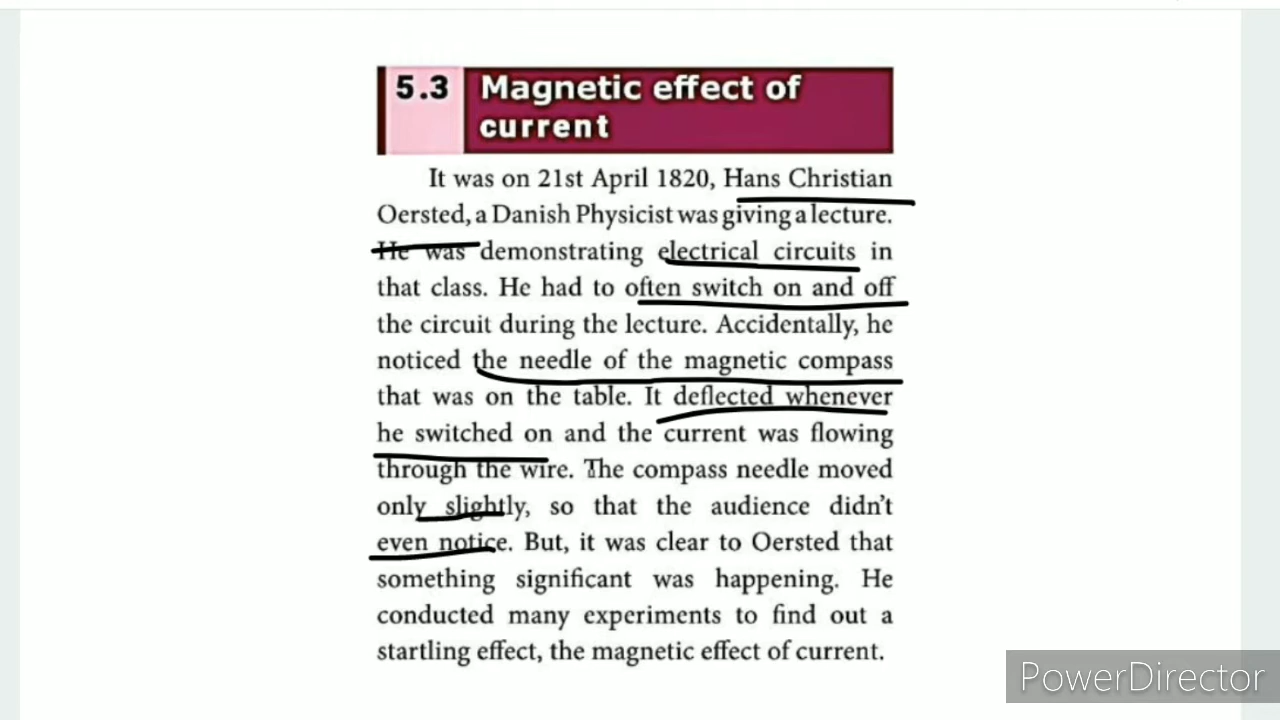 5.3 Magnetic effect of
current
It was on 21st April 1820, Hans Christian
Oersted, a Danish Physicist was giving a lecture.
He was demonstrating electrical circuits in
that class. He had to often switch on and off
the circuit during the lecture. Accidentally, he
noticed the needle of the magnetic compass
that was on the table. It deflected whenever
he switched on and the current was flowing
through the wire. The compass needle moved
only slightly, so that the audience didn't
even notice. But, it was clear to Oersted that
something significant was happening. He
conducted many experiments to find out a
startling effect, the magnetic effect of current.
PowerDirector